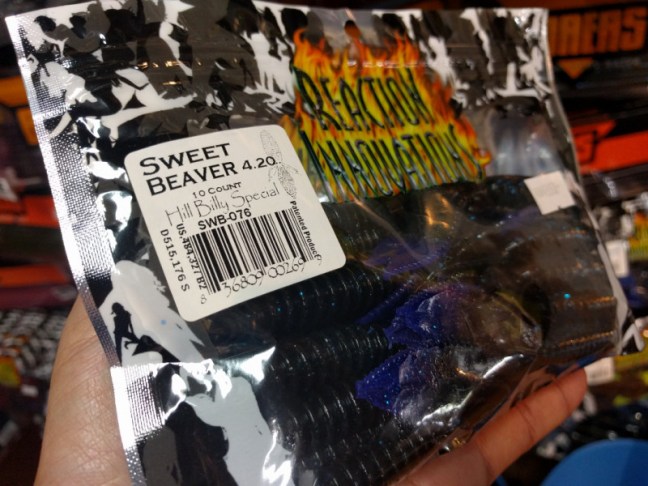 REACTION
INNOVATIONS
SWEET
BEAVER 4.20
10 COUNT
Hill Billy Special
SWB-076
Patented Product